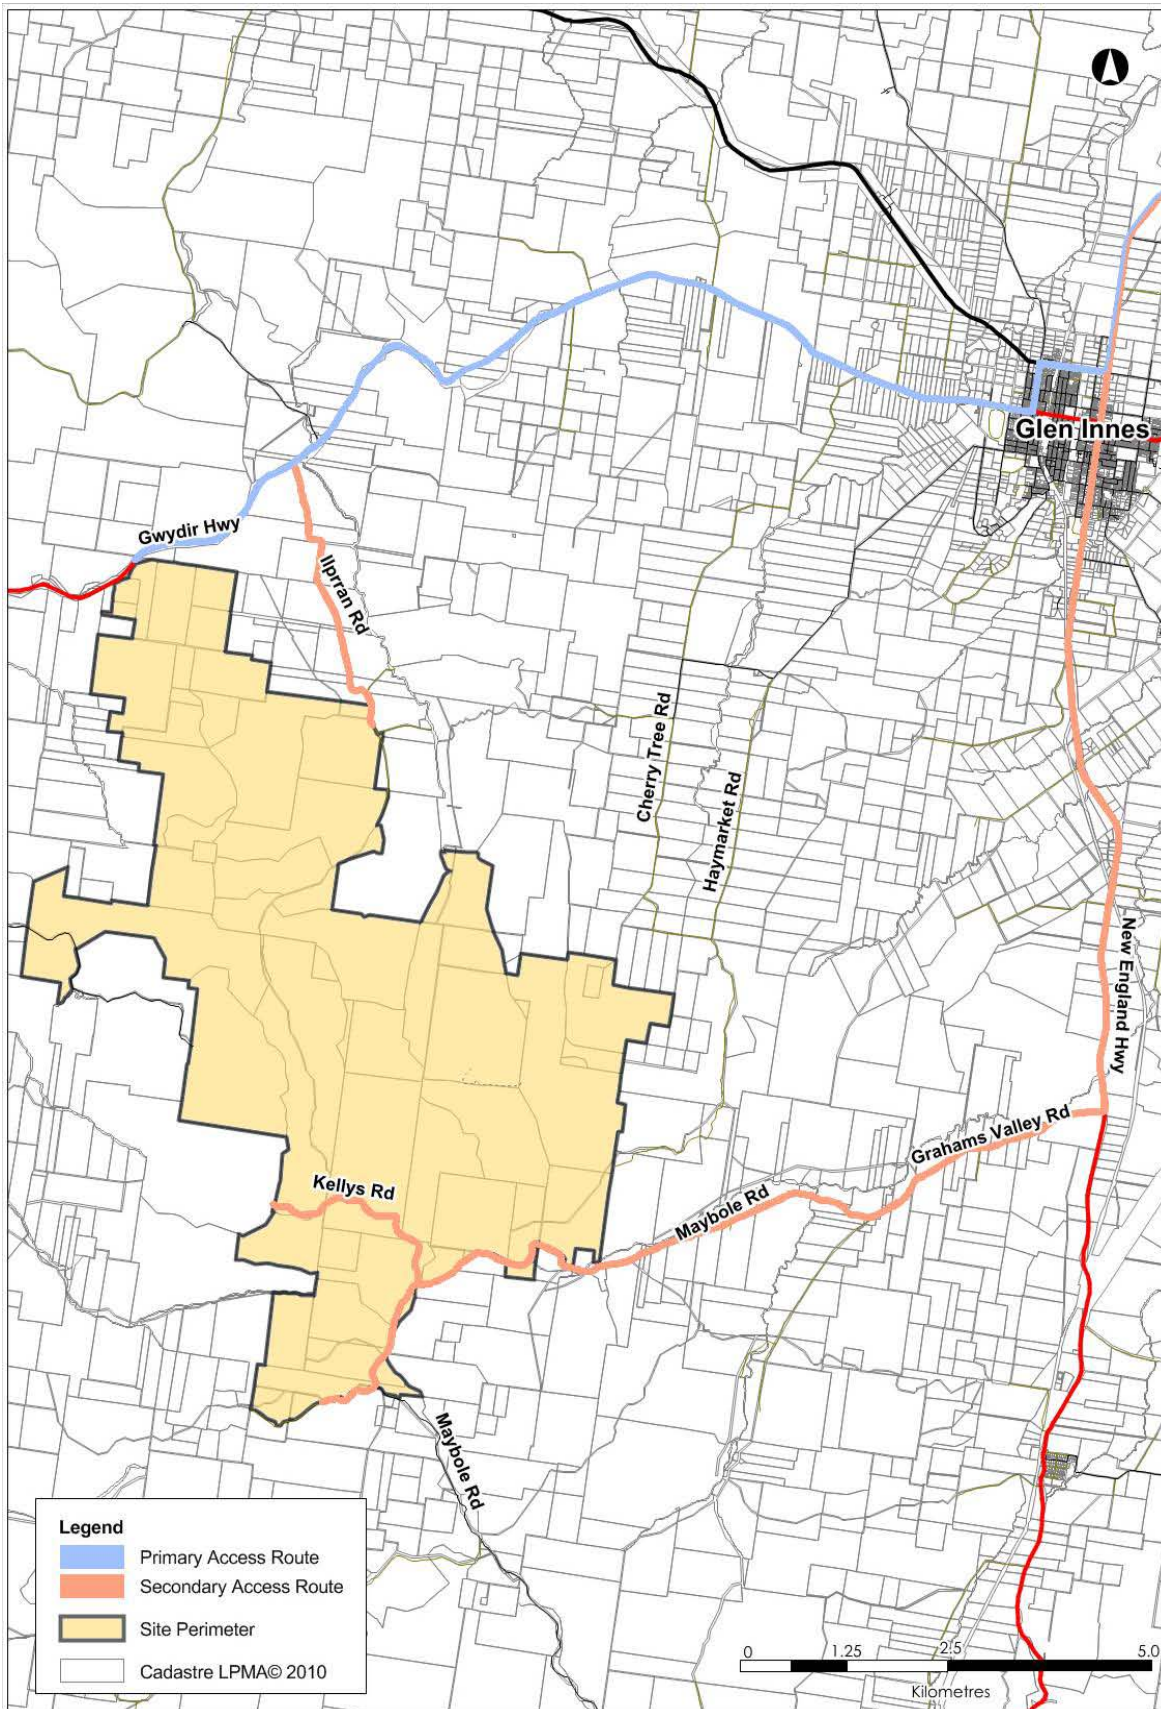 Glen Innes
Gwydir Hwy
Ilprran Rd
Cherry Tree Rd
Haymarket Rd
New England Hwy
Grahams Valley Rd
Kellys Rd
Maybole Rd
Maybole Rd
Legend
Primary Access Route
Secondary Access Route
Site Perimeter
Cadastre LPMA© 2010
0 1.25 2.5 5.0
Kilometres